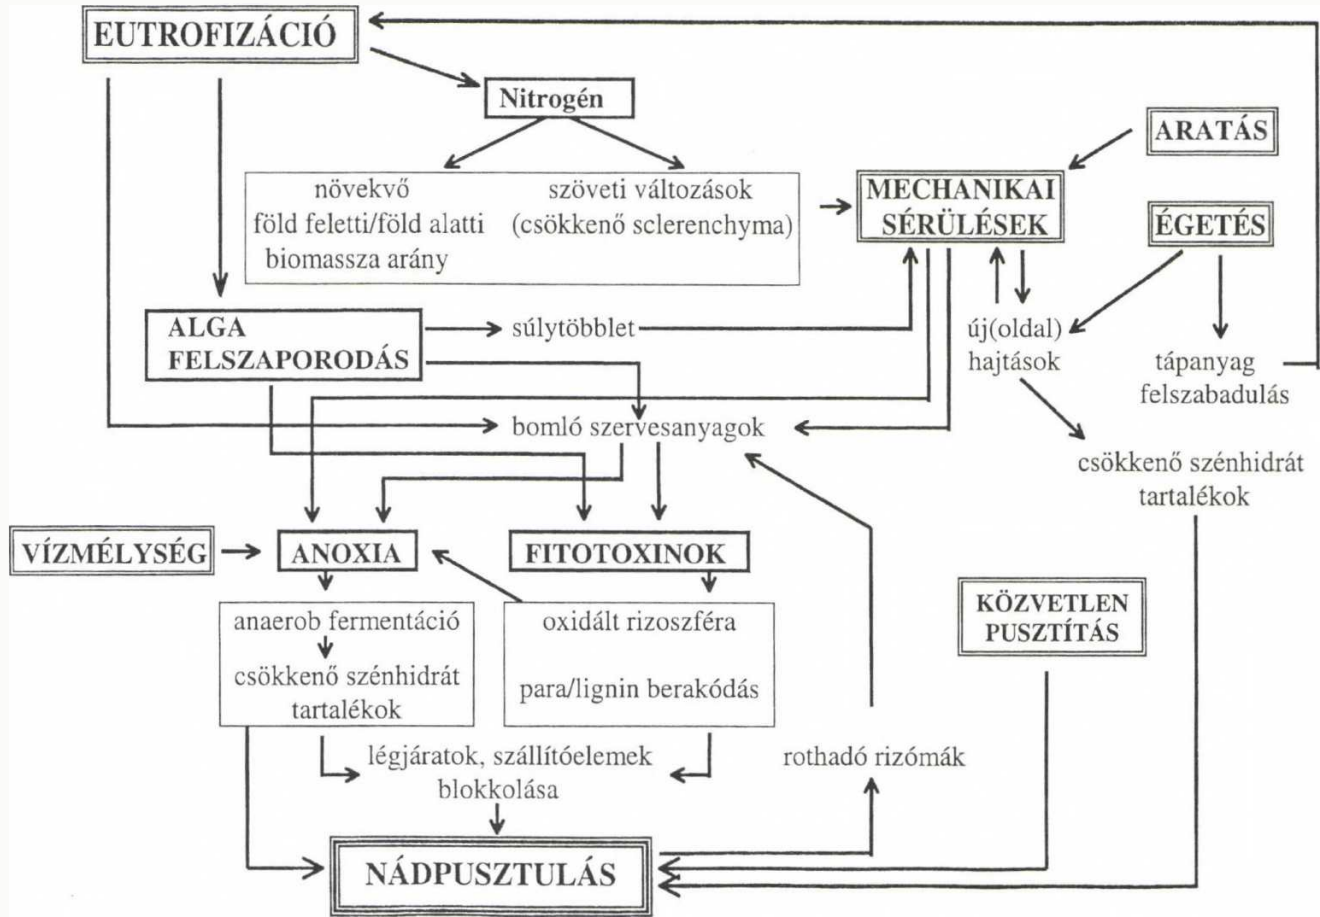 EUTROFIZÁCIÓ
Nitrogén
ARATÁS
növekvő
föld feletti/föld alatti
biomassza arány
szöveti változások
(csökkenő sclerenchyma)
MECHANIKAI
SÉRÜLÉSEK
ÉGETÉS
ALGA
FELSZAPORODÁS
súlytöbblet
új(oldal)
hajtások
tápanyag
felszabadulás
bomló szervesanyagok
csökkenő szénhidrát
tartalékok
VÍZMÉLYSÉG
ANOXIA
FITOTOXINOK
KÖZVETLEN
PUSZTÍTÁS
anaerob fermentáció
csökkenő szénhidrát
tartalékok
oxidált rizoszféra
para/lignin berakódás
légjáratok, szállítóelemek
blokkolása
rothadó rizómák
NÁDPUSZTULÁS